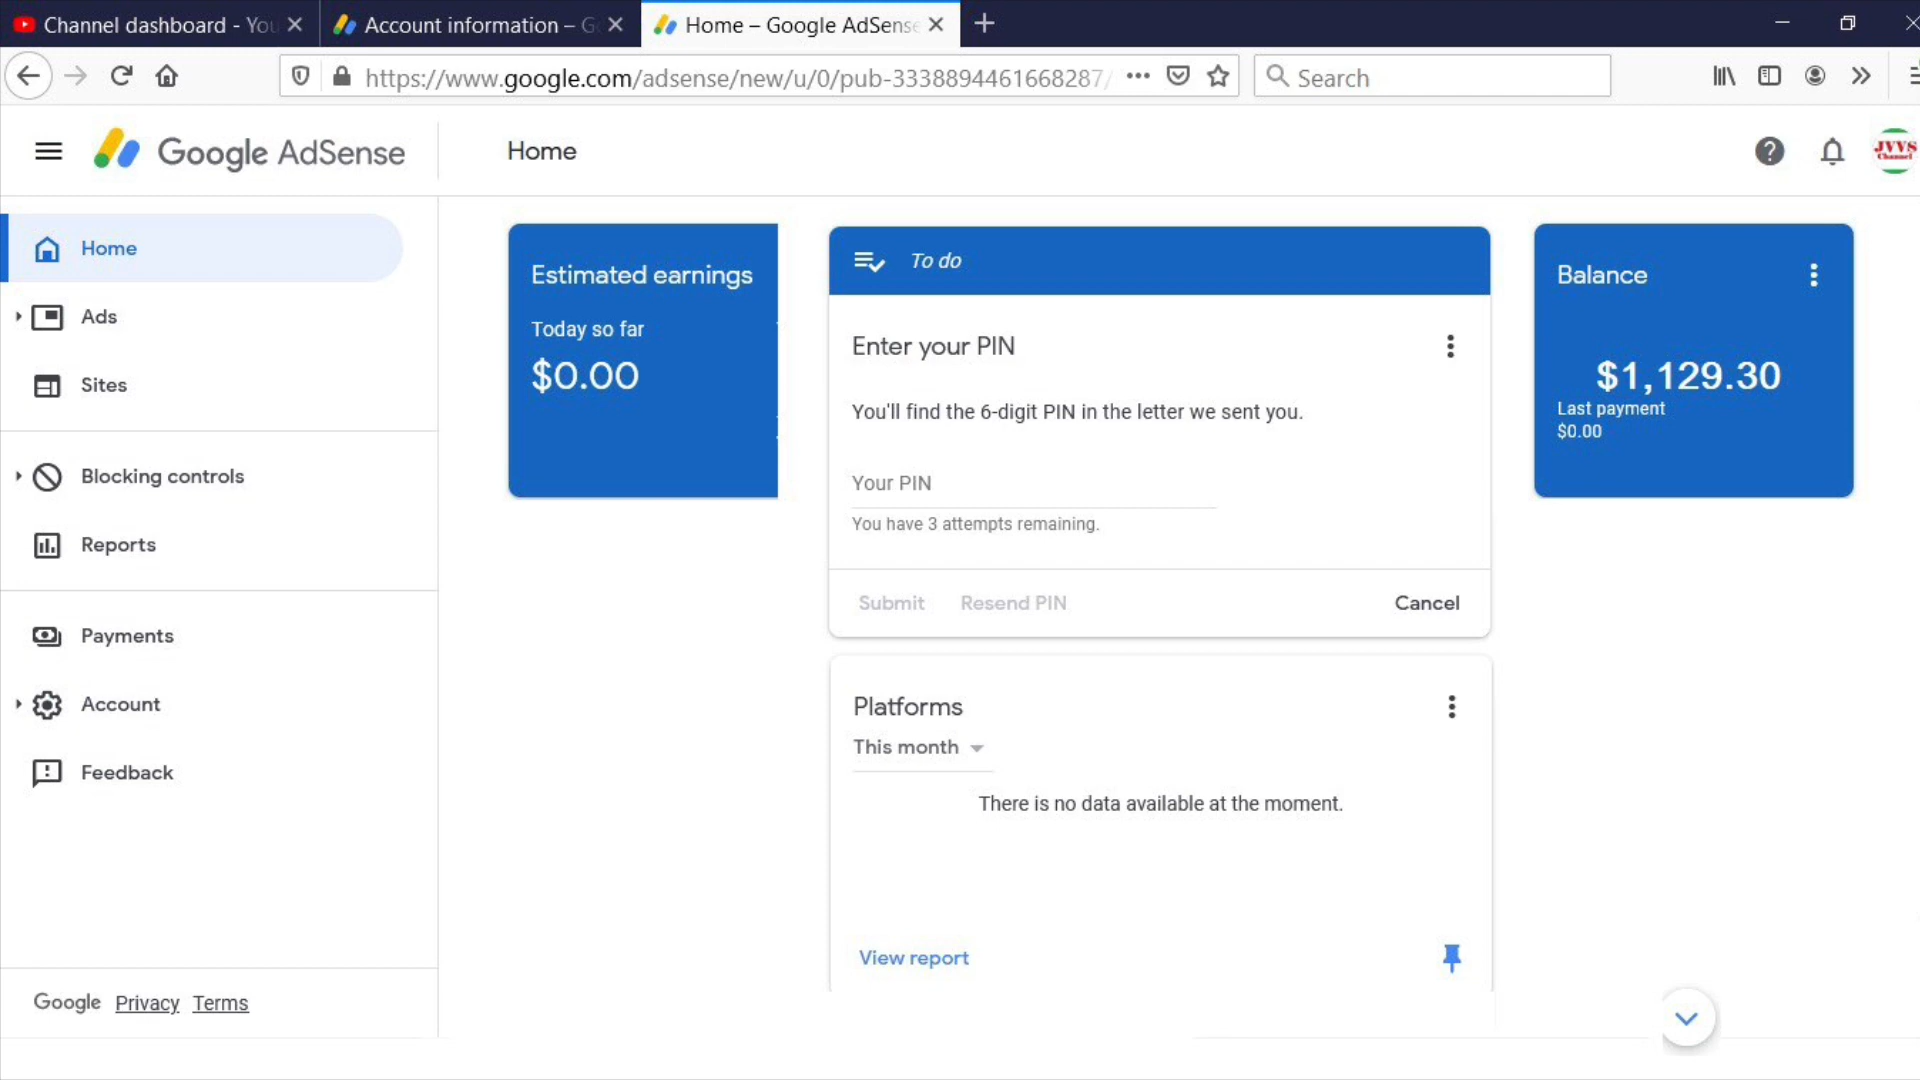 Channel dashboard - You
Account information – G
Home – Google AdSense
https://www.google.com/adsense/new/u/0/pub-3338894461668287/
Search
Google AdSense
Home
JVVS
Channel
Home
Ads
Sites
Blocking controls
Reports
Payments
Account
Feedback
Google Privacy Terms
Estimated earnings
Today so far
$0.00
To do
Enter your PIN
You'll find the 6-digit PIN in the letter we sent you.
Your PIN
You have 3 attempts remaining.
Submit Resend PIN Cancel
Platforms
This month
There is no data available at the moment.
View report
Balance
$1,129.30
Last payment
$0.00